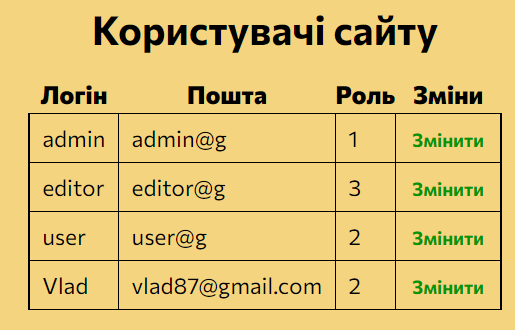 Користувачі сайту
Логін Пошта Роль Зміни
admin admin@g 1 Змінити
editor editor@g 3 Змінити
user user@g 2 Змінити
Vlad vlad87@gmail.com 2 Змінити